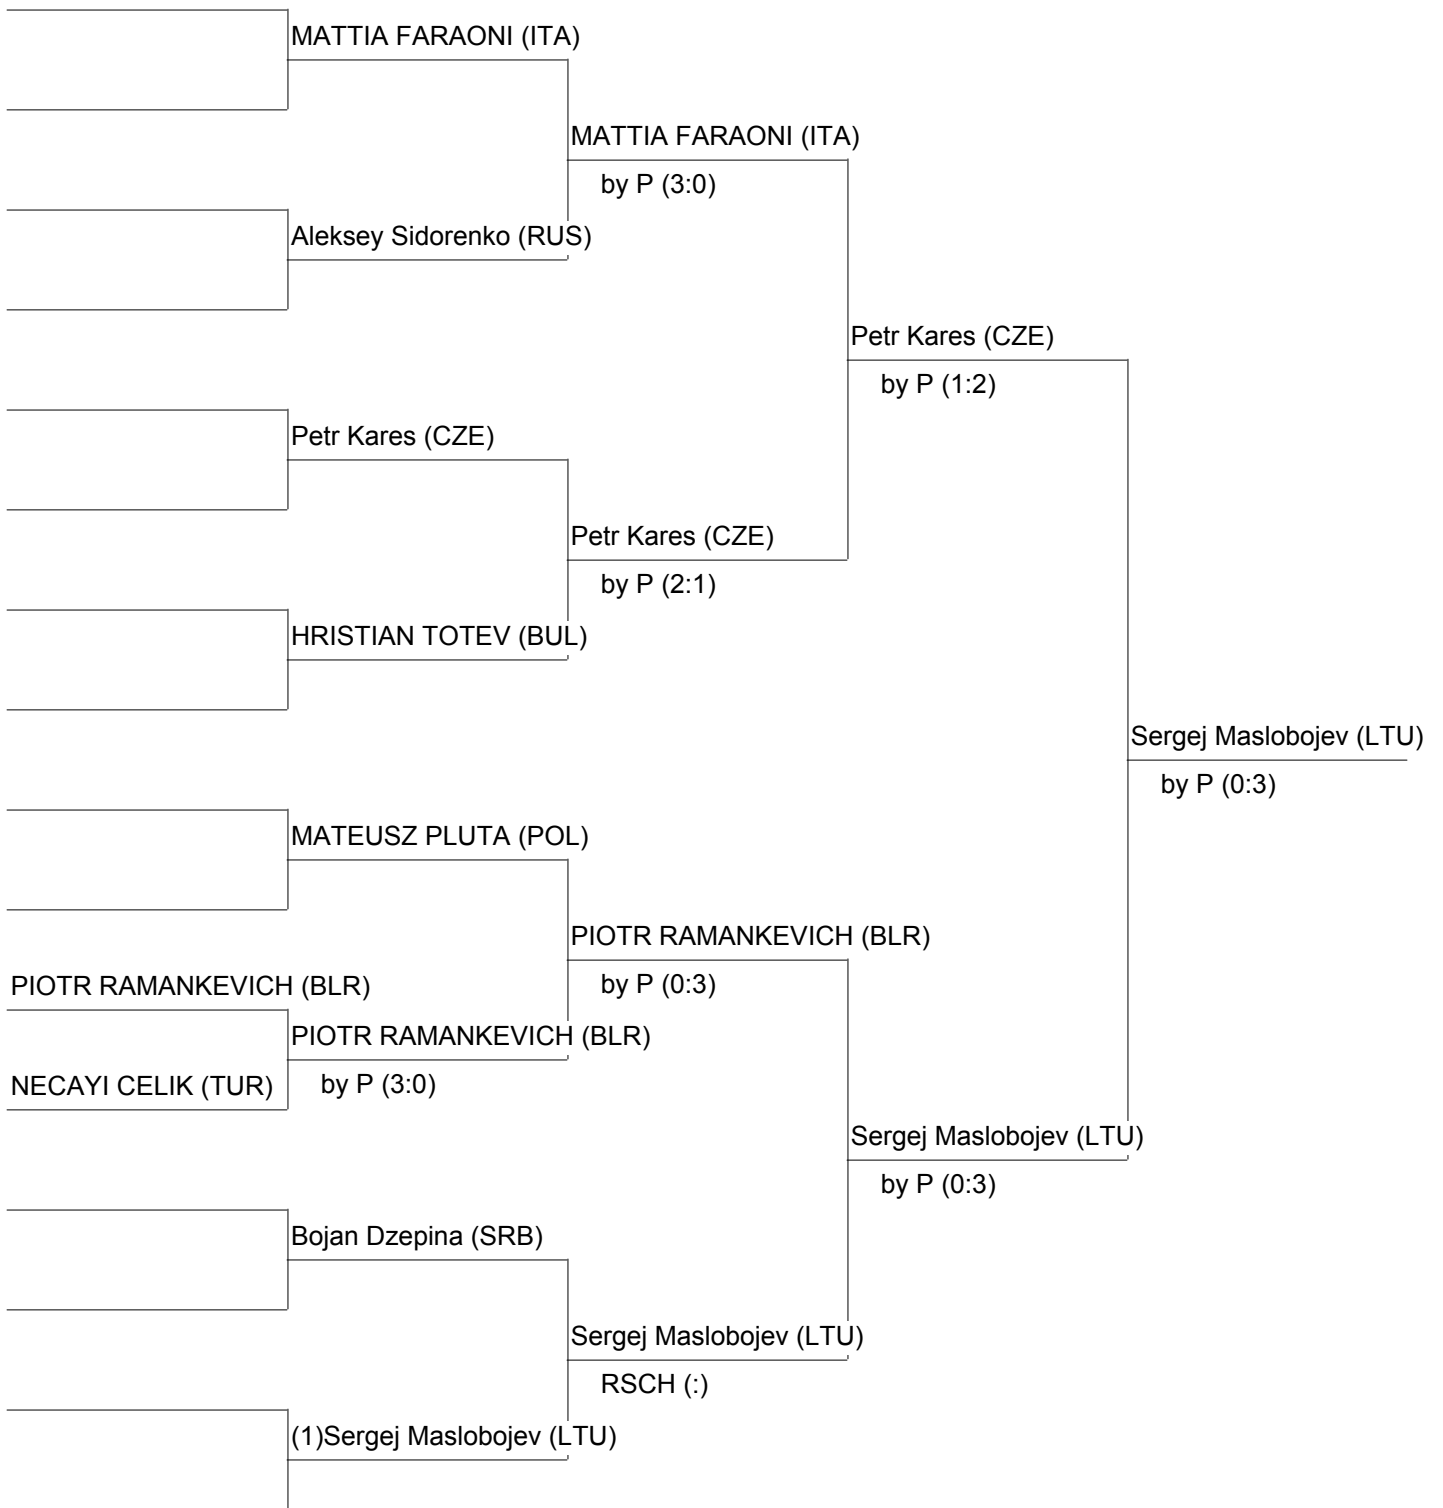 MATTIA FARAONI (ITA)
MATTIA FARAONI (ITA)
by P (3:0)
Aleksey Sidorenko (RUS)
Petr Kares (CZE)
by P (1:2)
Petr Kares (CZE)
Petr Kares (CZE)
by P (2:1)
HRISTIAN TOTEV (BUL)
Sergej Maslobojev (LTU)
by P (0:3)
MATEUSZ PLUTA (POL)
PIOTR RAMANKEVICH (BLR)
by P (0:3)
PIOTR RAMANKEVICH (BLR)
PIOTR RAMANKEVICH (BLR)
by P (3:0)
NECAYI CELIK (TUR)
Sergej Maslobojev (LTU)
by P (0:3)
Bojan Dzepina (SRB)
Sergej Maslobojev (LTU)
RSCH (:)
(1)Sergej Maslobojev (LTU)